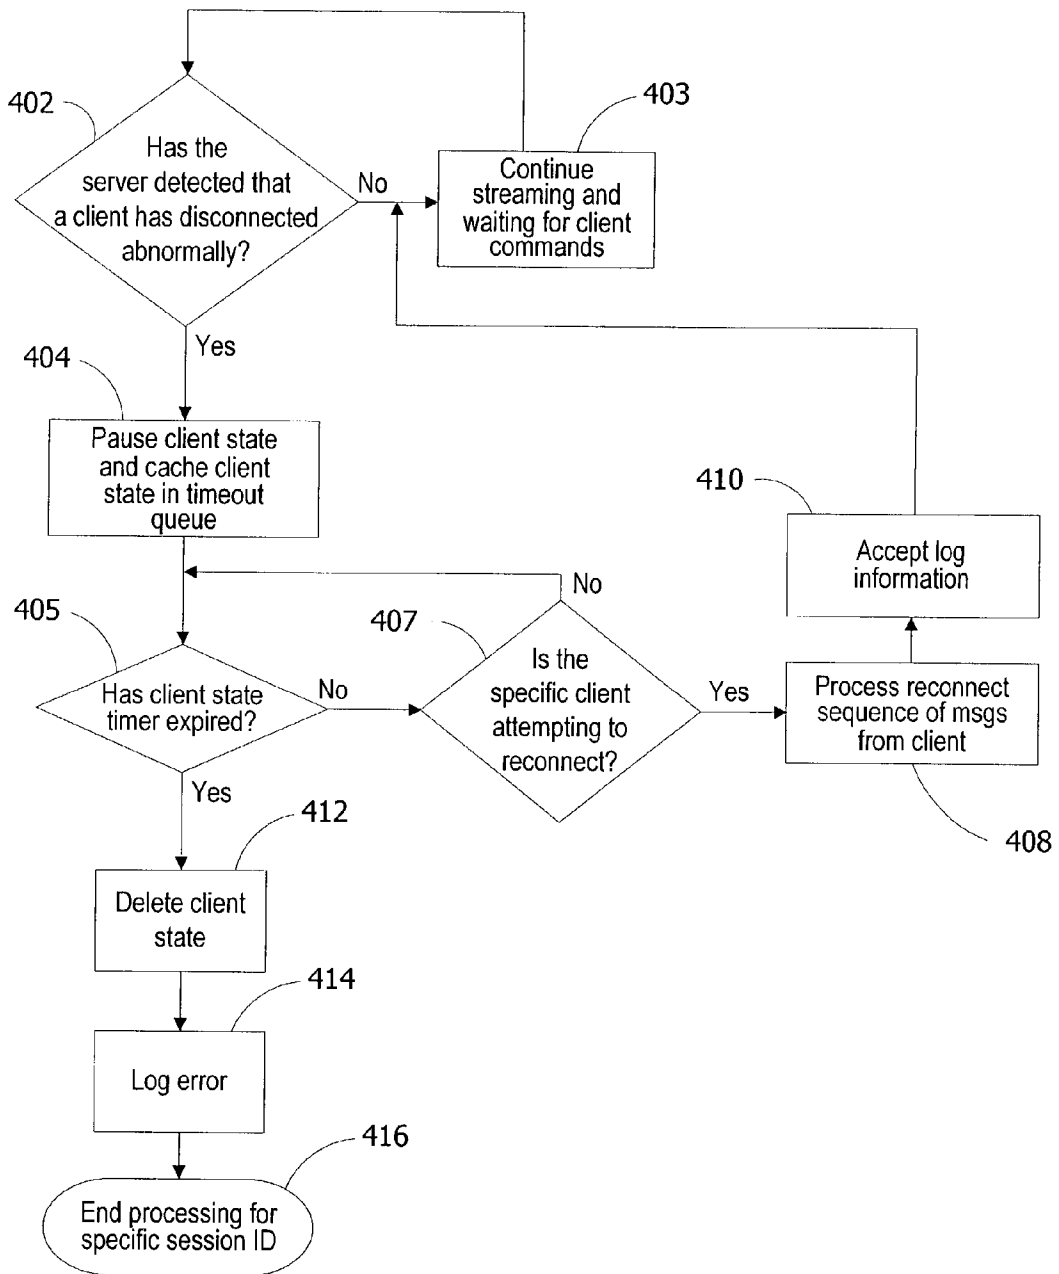 402
Has the
server detected that
a client has disconnected
abnormally?
No
403
Continue
streaming and
waiting for client
commands
Yes
404
Pause client state
and cache client
state in timeout
queue
405
Has client state
timer expired?
No
407
Is the
specific client
attempting to
reconnect?
No
Yes
410
Accept log
information
Process reconnect
sequence of msgs
from client
408
Yes
412
Delete client
state
414
Log error
416
End processing for
specific session ID